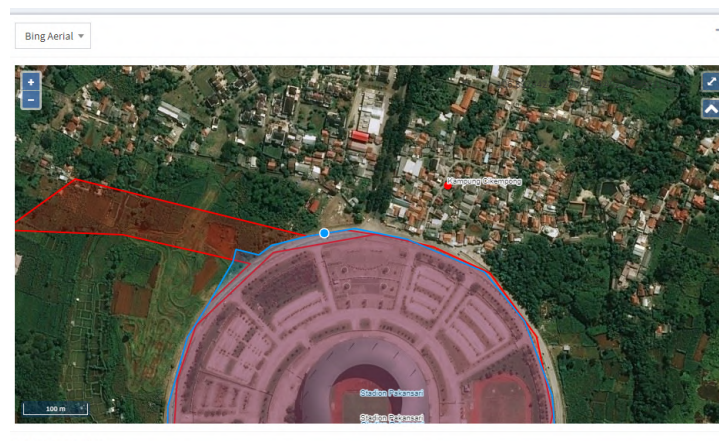 Bing Aerial
+
−
Kampung Cikempong
Stadion Pakansari
Stadion Pakansari
100 m